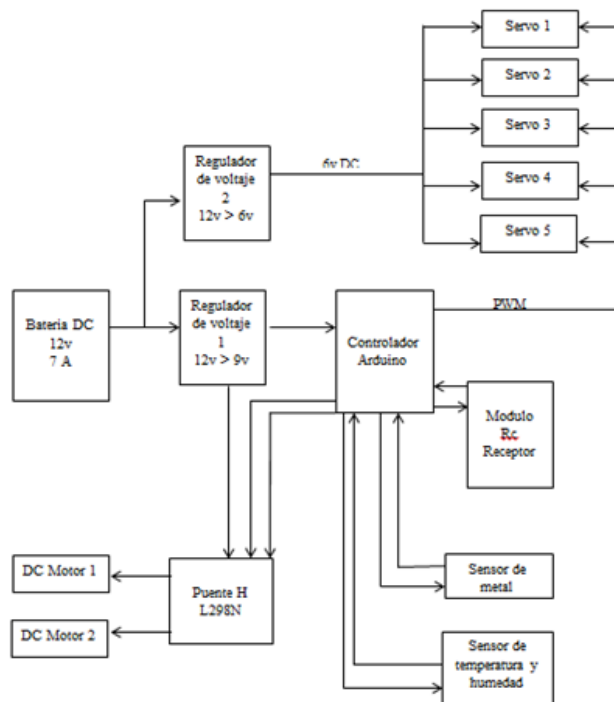 Servo 1
Servo 2
Servo 3
Servo 4
Servo 5
Regulador
de voltaje
2
12v > 6v
6v DC
Bateria DC
12v
7 A
Regulador
de voltaje
1
12v > 9v
Controlador
Arduino
PWM
Modulo
Rc
Receptor
DC Motor 1
DC Motor 2
Puente H
L298N
Sensor de
metal
Sensor de
temperatura y
humedad